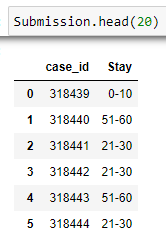 Submission.head(20)
case_id Stay
0 318439 0-10
1 318440 51-60
2 318441 21-30
3 318442 21-30
4 318443 51-60
5 318444 21-30